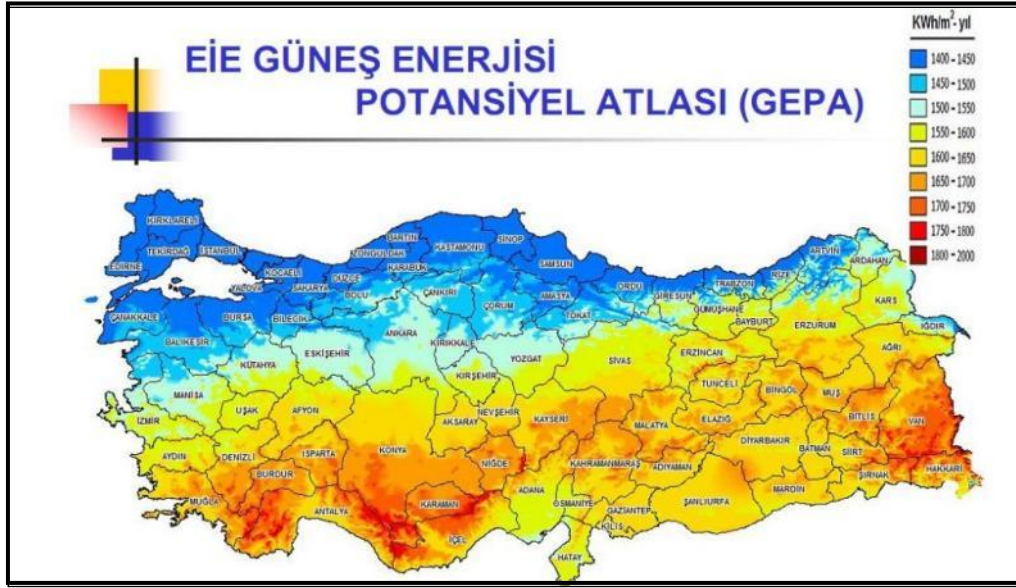 EİE GÜNEŞ ENERJİSİ
POTANSİYEL ATLASI (GEPA)
KWh/m²-yıl
1400 - 1450
1450 - 1500
1500 - 1550
1550 - 1600
1600 - 1650
1650 - 1700
1700 - 1750
1750 - 1800
1800 - 2000
KIRKLARELİ
EDİRNE
TEKİRDAĞ
İSTANBUL
KOCAELİ
YALOVA
SAKARYA
DÜZCE
ZONGULDAK
BARTIN
KARABÜK
KASTAMONU
SİNOP
SAMSUN
ORDU
GİRESUN
TRABZON
RİZE
ARTVİN
ARDAHAN
ÇANAKKALE
BURSA
BİLECİK
BOLU
ÇANKIRI
ÇORUM
AMASYA
TOKAT
GÜMÜŞHANE
BAYBURT
ERZURUM
KARS
IĞDIR
BALIKESİR
KÜTAHYA
ESKİŞEHİR
ANKARA
KIRIKKALE
YOZGAT
SİVAS
ERZİNCAN
AĞRI
MANİSA
UŞAK
AFYON
KIRŞEHİR
NEVŞEHİR
AKSARAY
KAYSERİ
MALATYA
TUNCELİ
ELAZIĞ
BİNGÖL
MUŞ
BİTLİS
VAN
İZMİR
AYDIN
DENİZLİ
ISPARTA
BURDUR
KONYA
NİĞDE
KAHRAMANMARAŞ
ADIYAMAN
DİYARBAKIR
BATMAN
SİİRT
ŞIRNAK
HAKKARİ
MUĞLA
ANTALYA
KARAMAN
İÇEL
ADANA
OSMANİYE
GAZİANTEP
KİLİS
ŞANLIURFA
MARDİN
HATAY